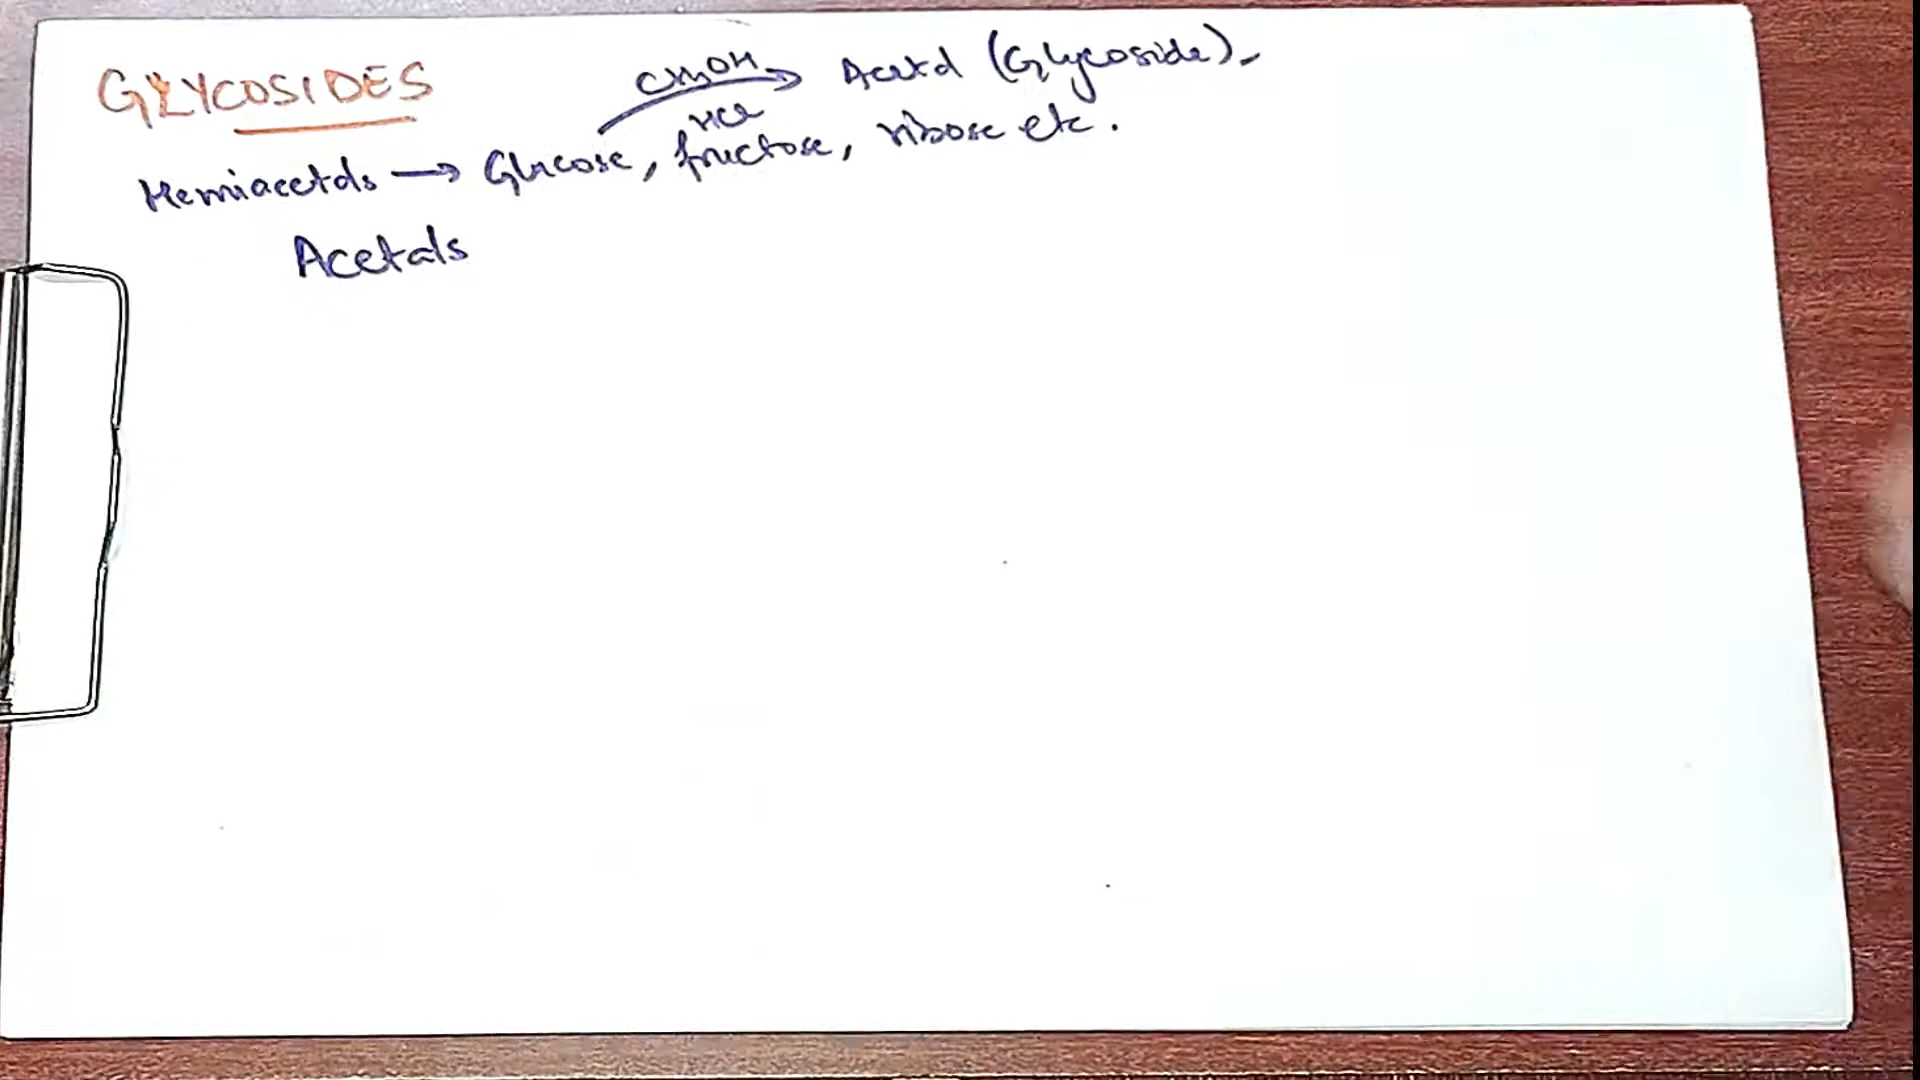 GLYCOSIDES
CH3OH Acetal (Glycoside)
HCl
Hemiacetals → Glucose, fructose, ribose etc.
Acetals